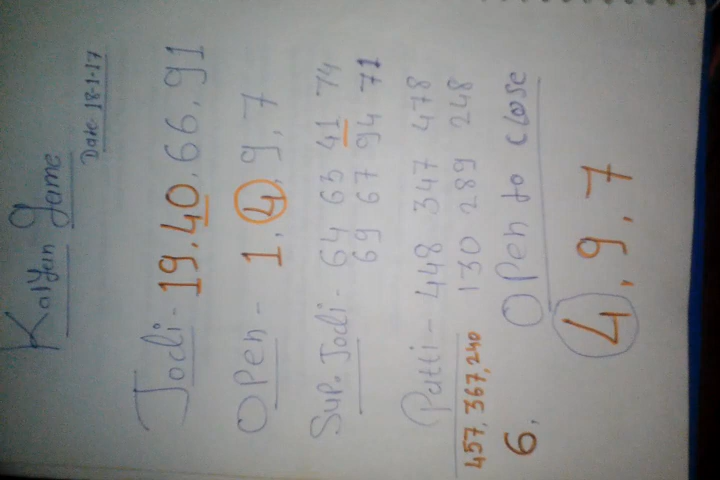 Kalyan Game
Date- 18-1-17
Jodi - 19.40.66.91
OPen - 1.4.9.7
Sup. Jodi - 64 63 41 74
69 67 94 71
Patti - 448 347 478
130 289 248
457, 367, 240
6.
OPen to close
4.9.7